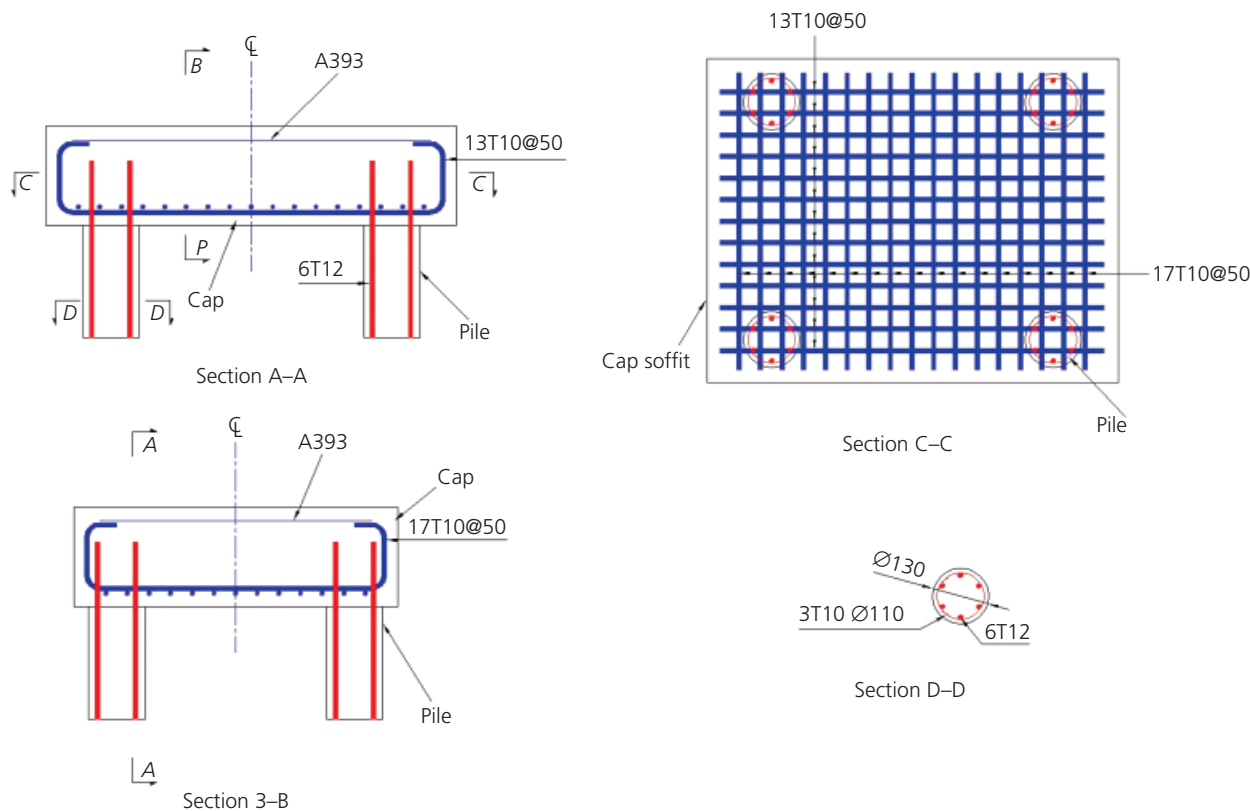 ℄
B
A393
13T10@50
C
C
P
6T12
Cap
D
D
Pile
Section A–A
13T10@50
17T10@50
Cap soffit
Pile
Section C–C
A
℄
A393
Cap
17T10@50
Pile
A
Section 3–B
Ø130
3T10 Ø110
6T12
Section D–D